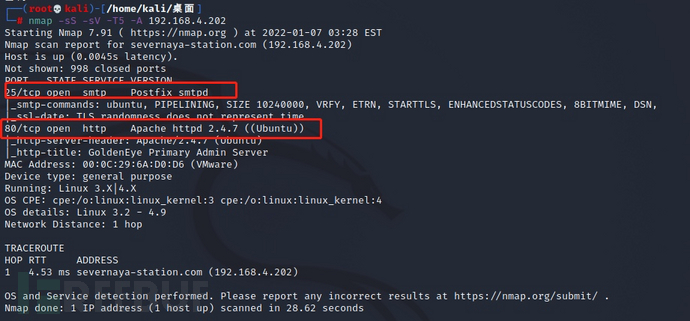 (root💀kali)-[/home/kali/桌面]
# nmap -sS -sV -T5 -A 192.168.4.202
Starting Nmap 7.91 ( https://nmap.org ) at 2022-01-07 03:28 EST
Nmap scan report for severnaya-station.com (192.168.4.202)
Host is up (0.0045s latency).
Not shown: 998 closed ports
PORT STATE SERVICE VERSION
25/tcp open smtp Postfix smtpd
|_smtp-commands: ubuntu, PIPELINING, SIZE 10240000, VRFY, ETRN, STARTTLS, ENHANCEDSTATUSCODES, 8BITMIME, DSN,
|_ssl-date: TLS randomness does not represent time
80/tcp open http Apache httpd 2.4.7 ((Ubuntu))
|_http-server-header: Apache/2.4.7 (Ubuntu)
|_http-title: GoldenEye Primary Admin Server
MAC Address: 00:0C:29:6A:D0:D6 (VMware)
Device type: general purpose
Running: Linux 3.X|4.X
OS CPE: cpe:/o:linux:linux_kernel:3 cpe:/o:linux:linux_kernel:4
OS details: Linux 3.2 - 4.9
Network Distance: 1 hop
TRACEROUTE
HOP RTT ADDRESS
1 4.53 ms severnaya-station.com (192.168.4.202)
OS and Service detection performed. Please report any incorrect results at https://nmap.org/submit/ .
Nmap done: 1 IP address (1 host up) scanned in 28.62 seconds